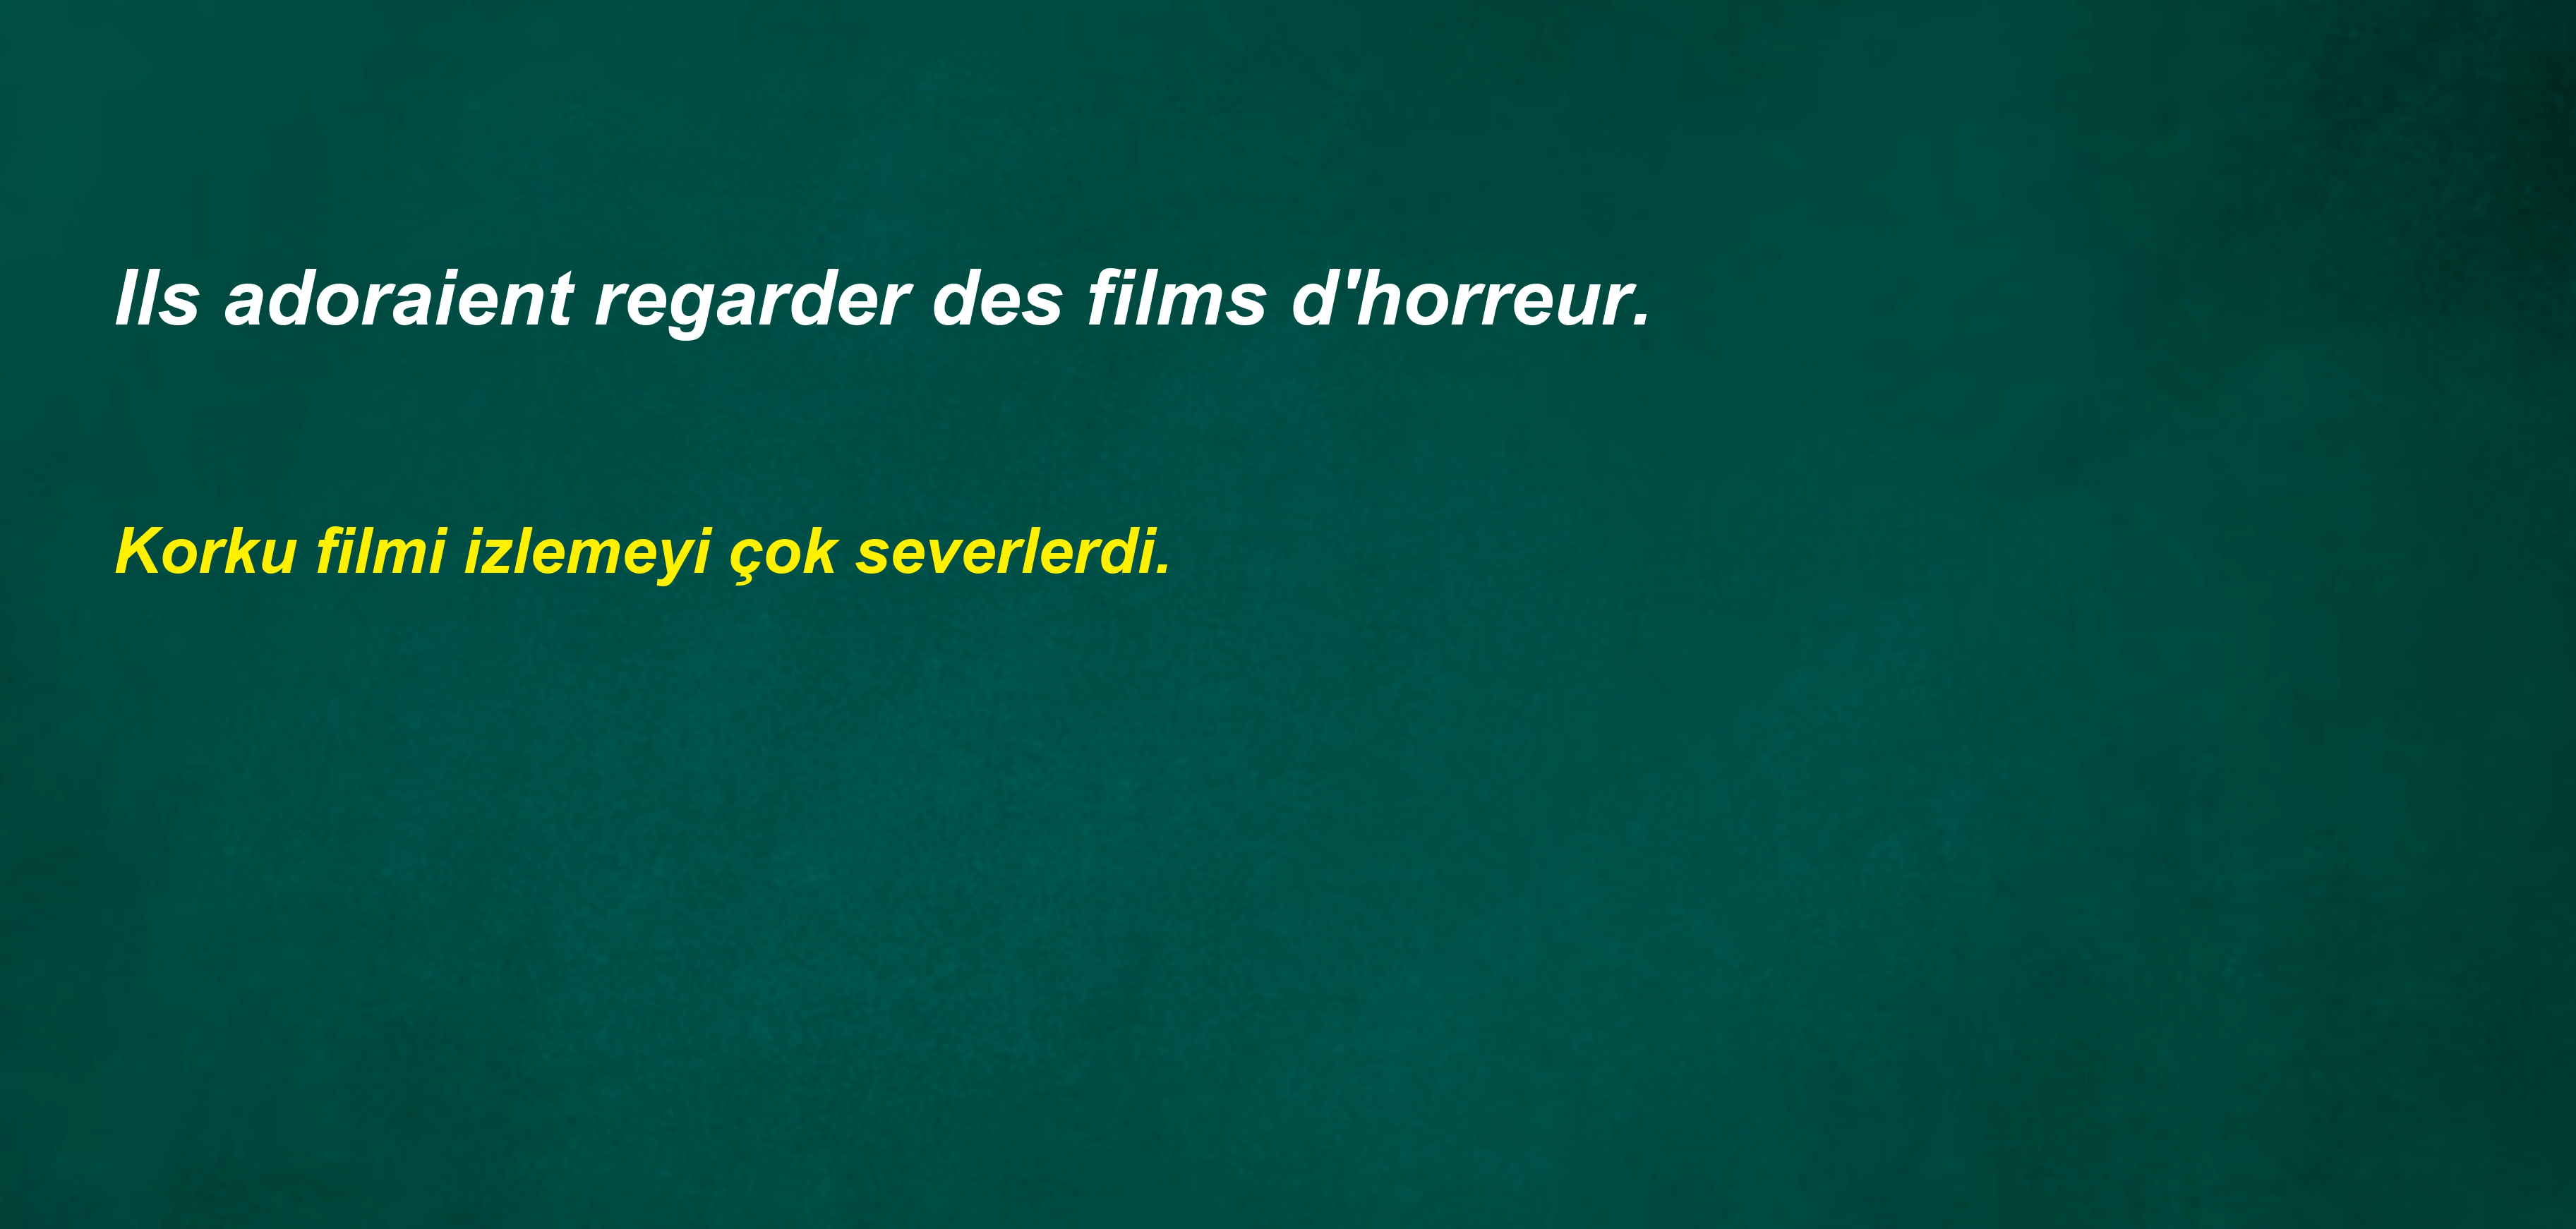 Ils adoraient regarder des films d'horreur.
Korku filmi izlemeyi çok severlerdi.